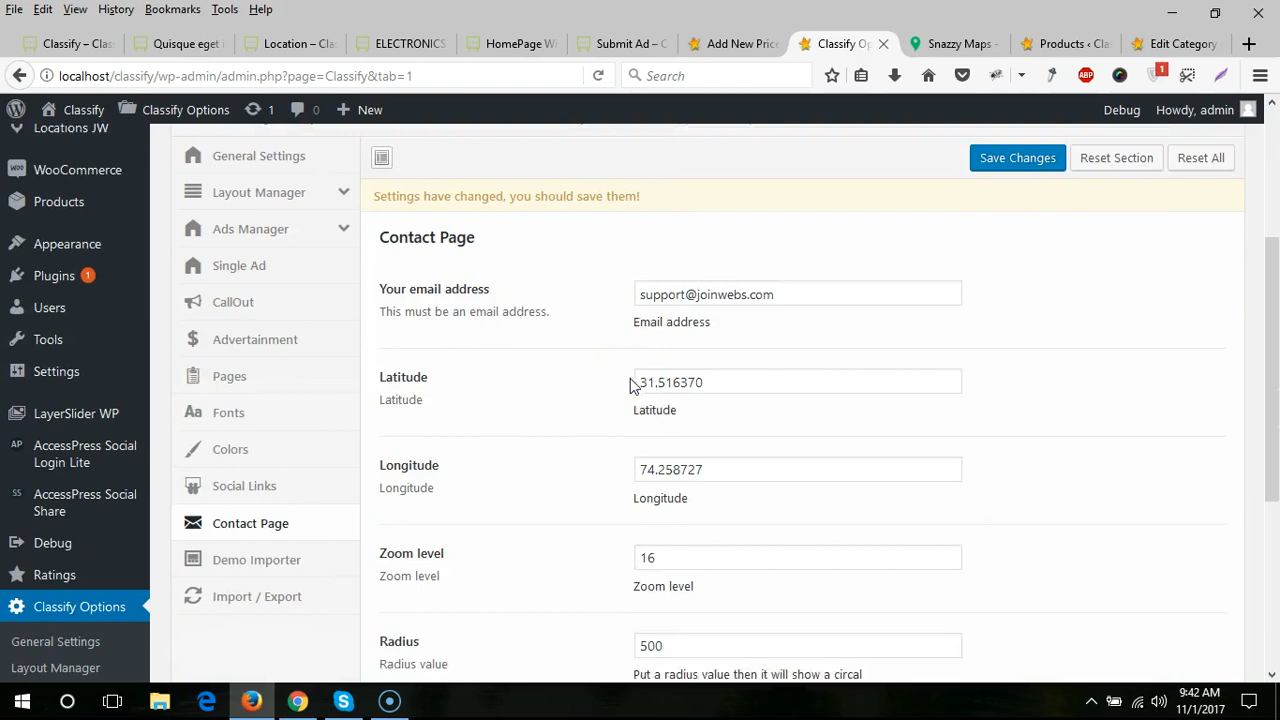 File Edit View History Bookmarks Tools Help
Classify – Clas Quisque eget i Location – Cla ELECTRONICS HomePage Wi Submit Ad – C Add New Price Classify Op Snazzy Maps - Products ‹ Clas Edit Category
localhost/classify/wp-admin/admin.php?page=Classify&tab=1 Search ABP 1
Classify Classify Options 1 0 New Debug Howdy, admin
Locations JW
WooCommerce
Products
Appearance
Plugins 1
Users
Tools
Settings
LayerSlider WP
AP AccessPress Social
Login Lite
SS AccessPress Social
Share
Debug
Ratings
Classify Options
General Settings
Layout Manager
General Settings
Layout Manager
Ads Manager
Single Ad
CallOut
Advertainment
Pages
Fonts
Colors
Social Links
Contact Page
Demo Importer
Import / Export
Save Changes Reset Section Reset All
Settings have changed, you should save them!
Contact Page
Your email address
This must be an email address.
support@joinwebs.com
Email address
Latitude
Latitude
31.516370
Latitude
Longitude
Longitude
74.258727
Longitude
Zoom level
Zoom level
16
Zoom level
Radius
Radius value
500
Put a radius value then it will show a circal
9:42 AM
11/1/2017